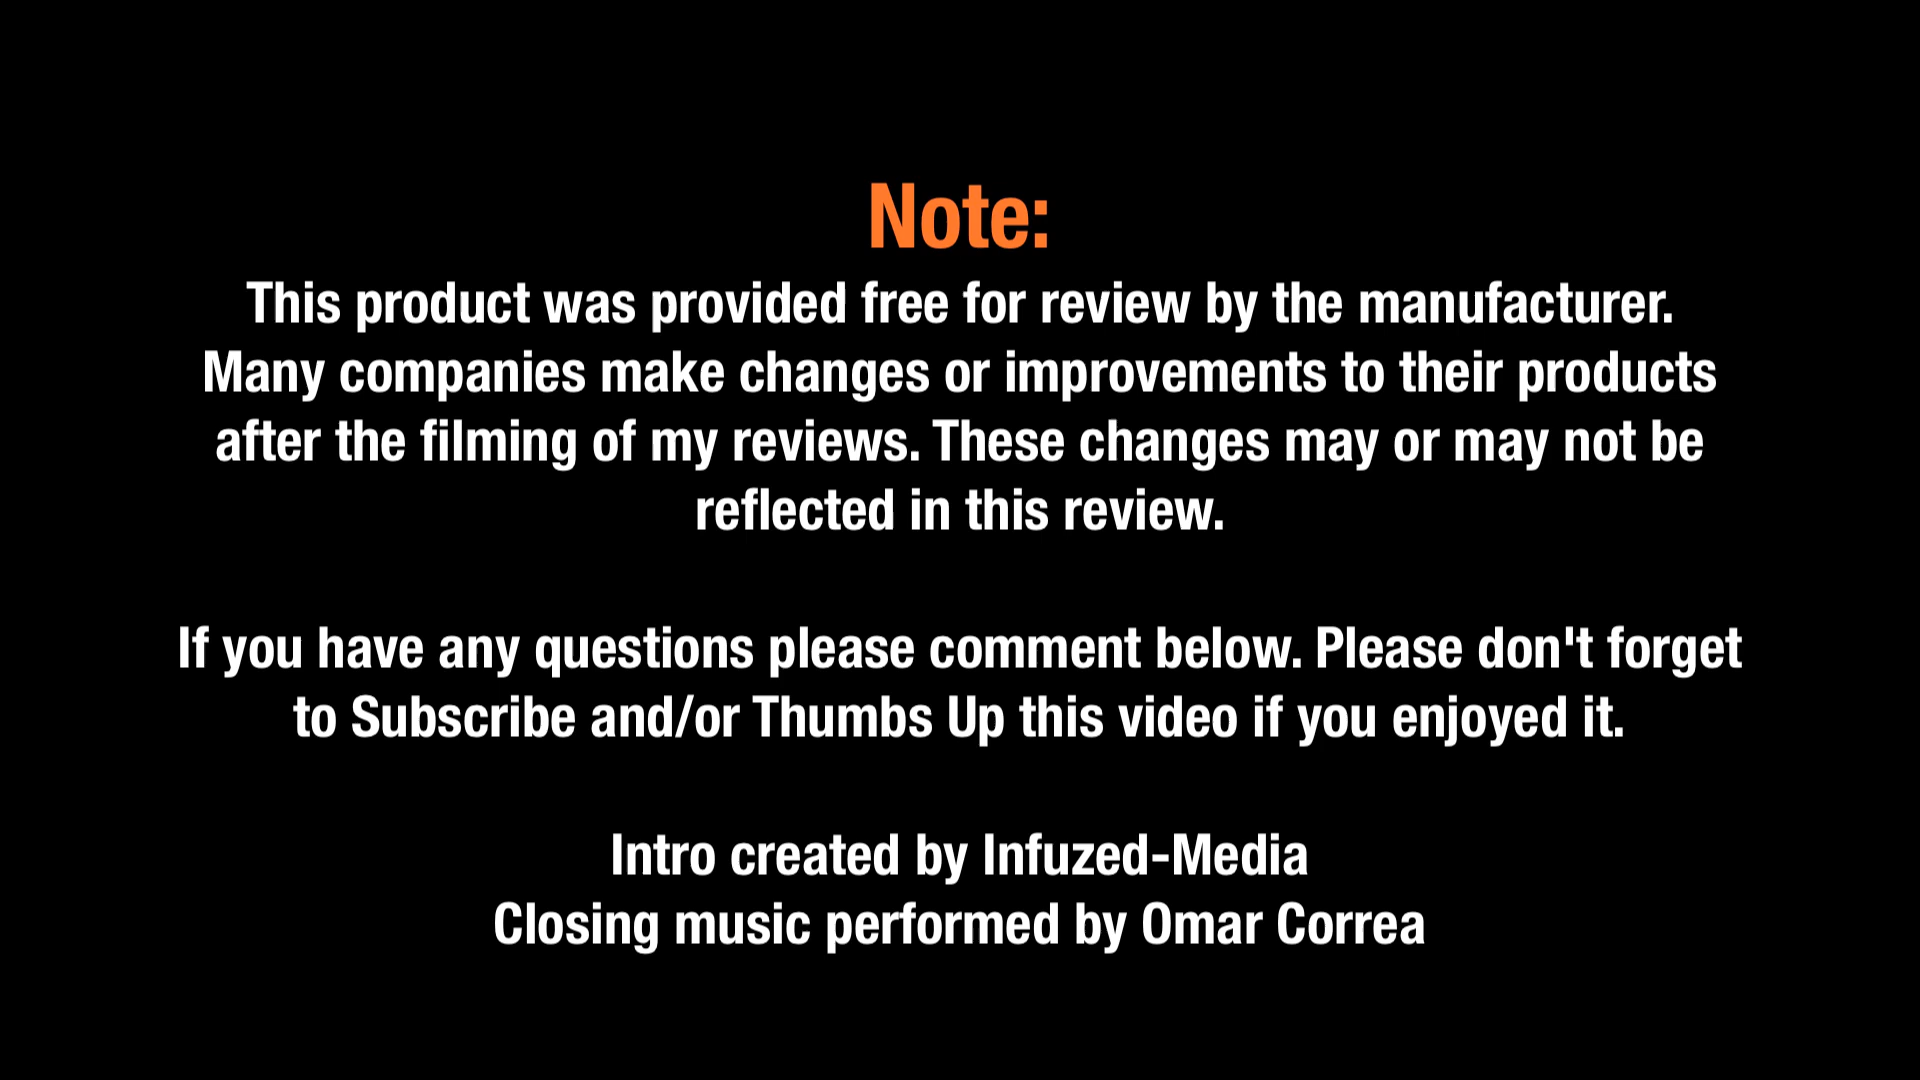 Note:
This product was provided free for review by the manufacturer.
Many companies make changes or improvements to their products
after the filming of my reviews. These changes may or may not be
reflected in this review.
If you have any questions please comment below. Please don't forget
to Subscribe and/or Thumbs Up this video if you enjoyed it.
Intro created by Infuzed-Media
Closing music performed by Omar Correa